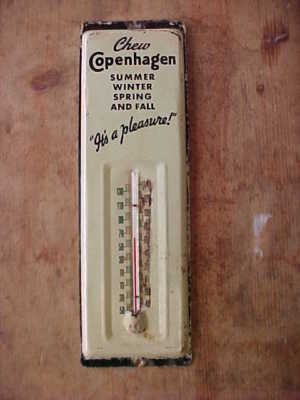 Chew
Copenhagen
SUMMER
WINTER
SPRING
AND FALL
"It's a pleasure!"